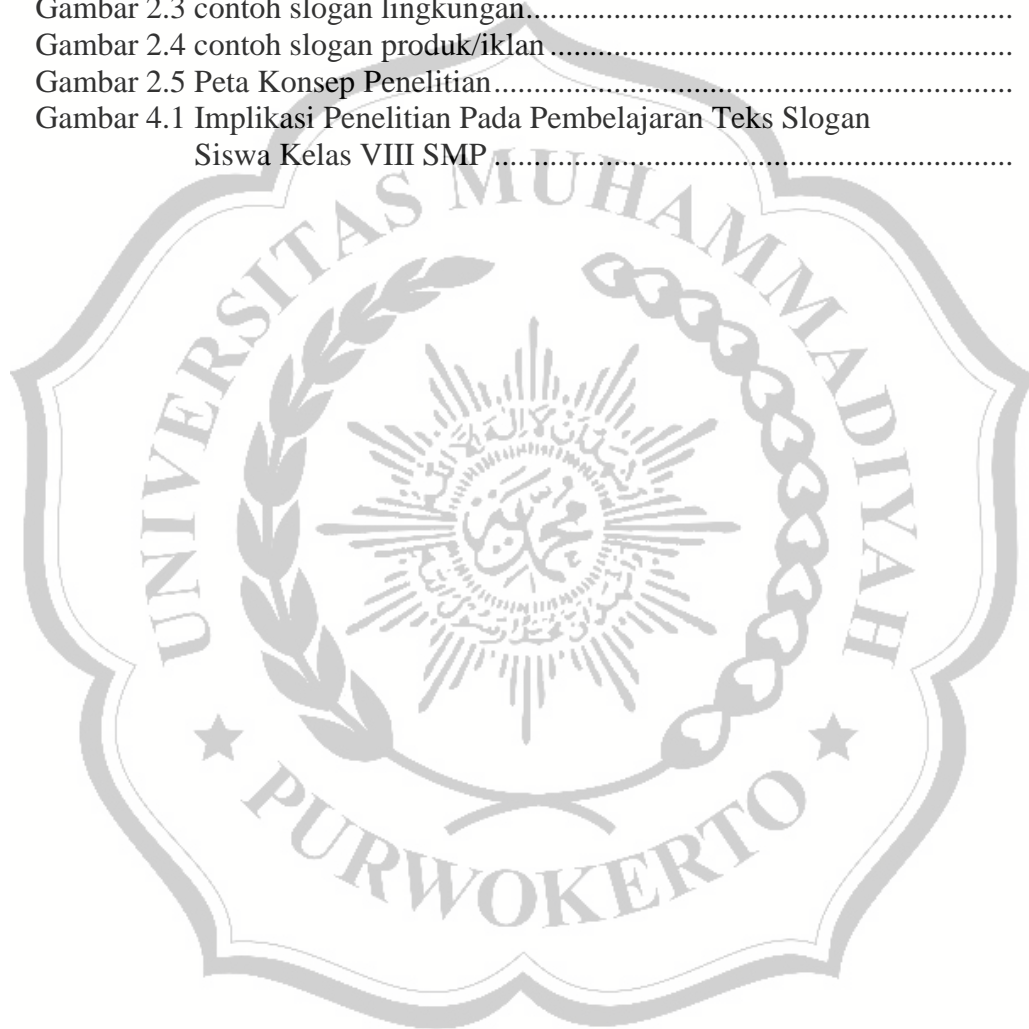 Gambar 2.3 contoh slogan lingkungan............................................................
Gambar 2.4 contoh slogan produk/iklan .........................................................
Gambar 2.5 Peta Konsep Penelitian................................................................
Gambar 4.1 Implikasi Penelitian Pada Pembelajaran Teks Slogan
Siswa Kelas VIII SMP ................................................................
UNIVERSITAS MUHAMMADIYAH
PURWOKERTO
محمد